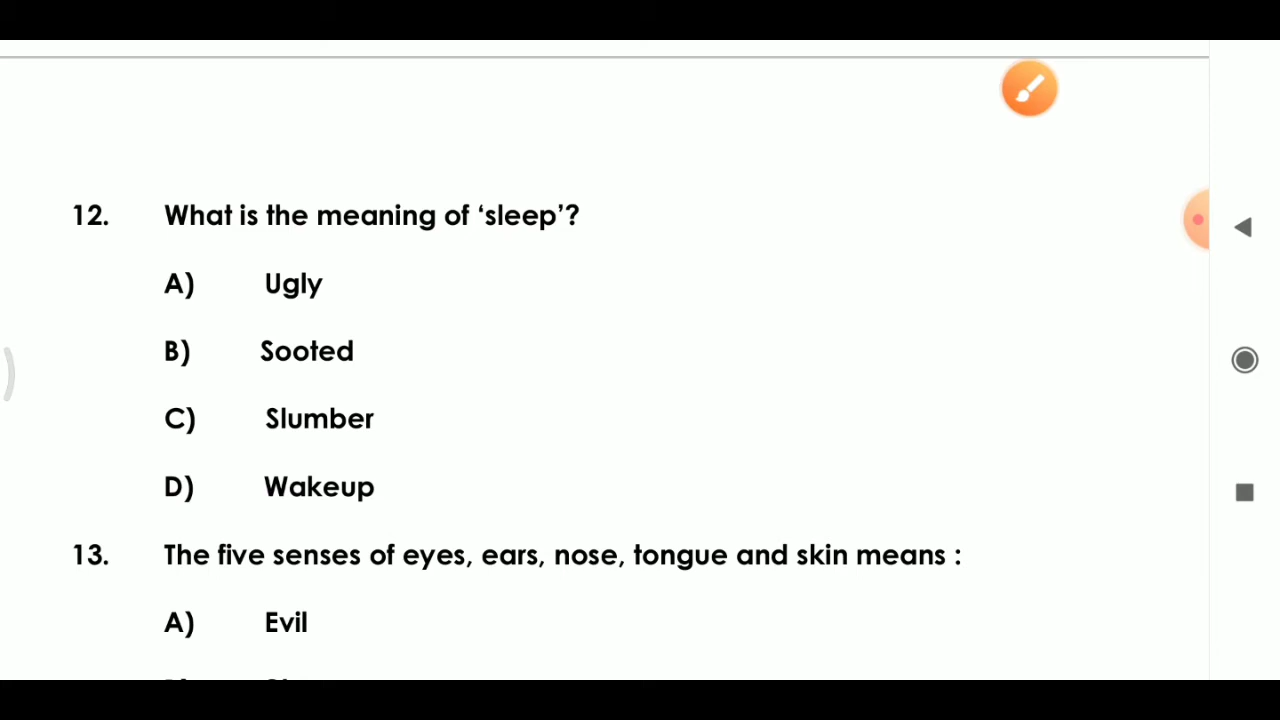 12. What is the meaning of ‘sleep’?
A) Ugly
B) Sooted
C) Slumber
D) Wakeup
13. The five senses of eyes, ears, nose, tongue and skin means :
A) Evil